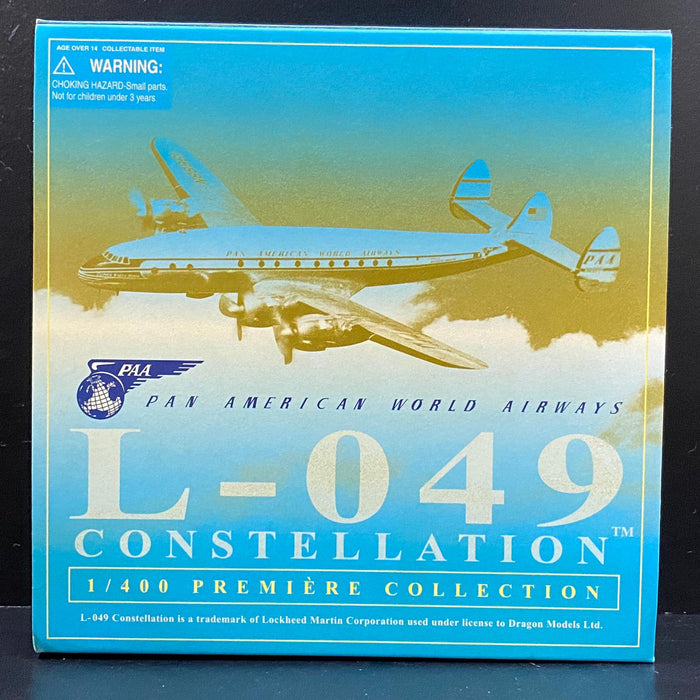 AGE OVER 14 COLLECTABLE ITEM
WARNING:
CHOKING HAZARD-Small parts.
Not for children under 3 years
PAN AMERICAN WORLD AIRWAYS
PAA
PAA
PAN AMERICAN WORLD AIRWAYS
L-049
CONSTELLATION™
1/400 PREMIÈRE COLLECTION
L-049 Constellation is a trademark of Lockheed Martin Corporation used under license to Dragon Models Ltd.